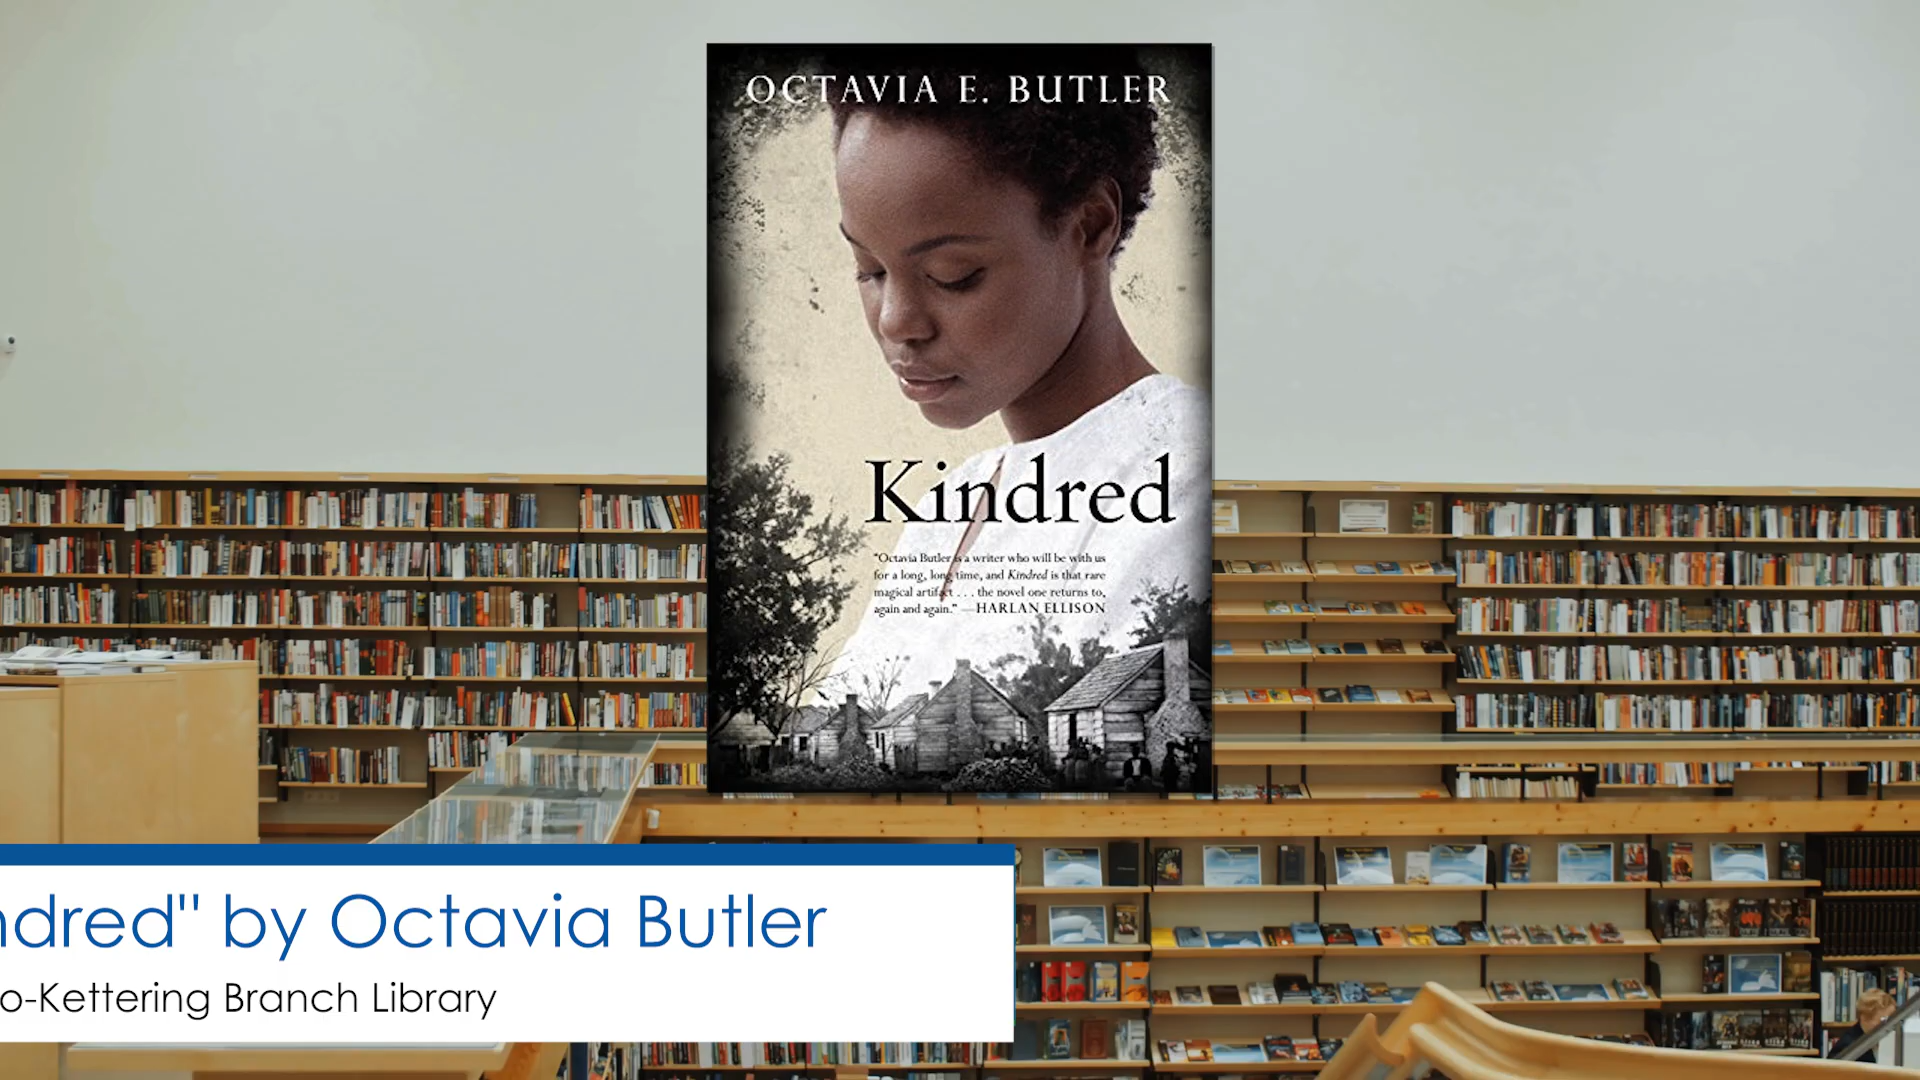 OCTAVIA E. BUTLER
Kindred
"Octavia Butler is a writer who will be with us
for a long, long time, and Kindred is that rare
magical artifact . . . the novel one returns to,
again and again." —HARLAN ELLISON
ndred" by Octavia Butler
o-Kettering Branch Library